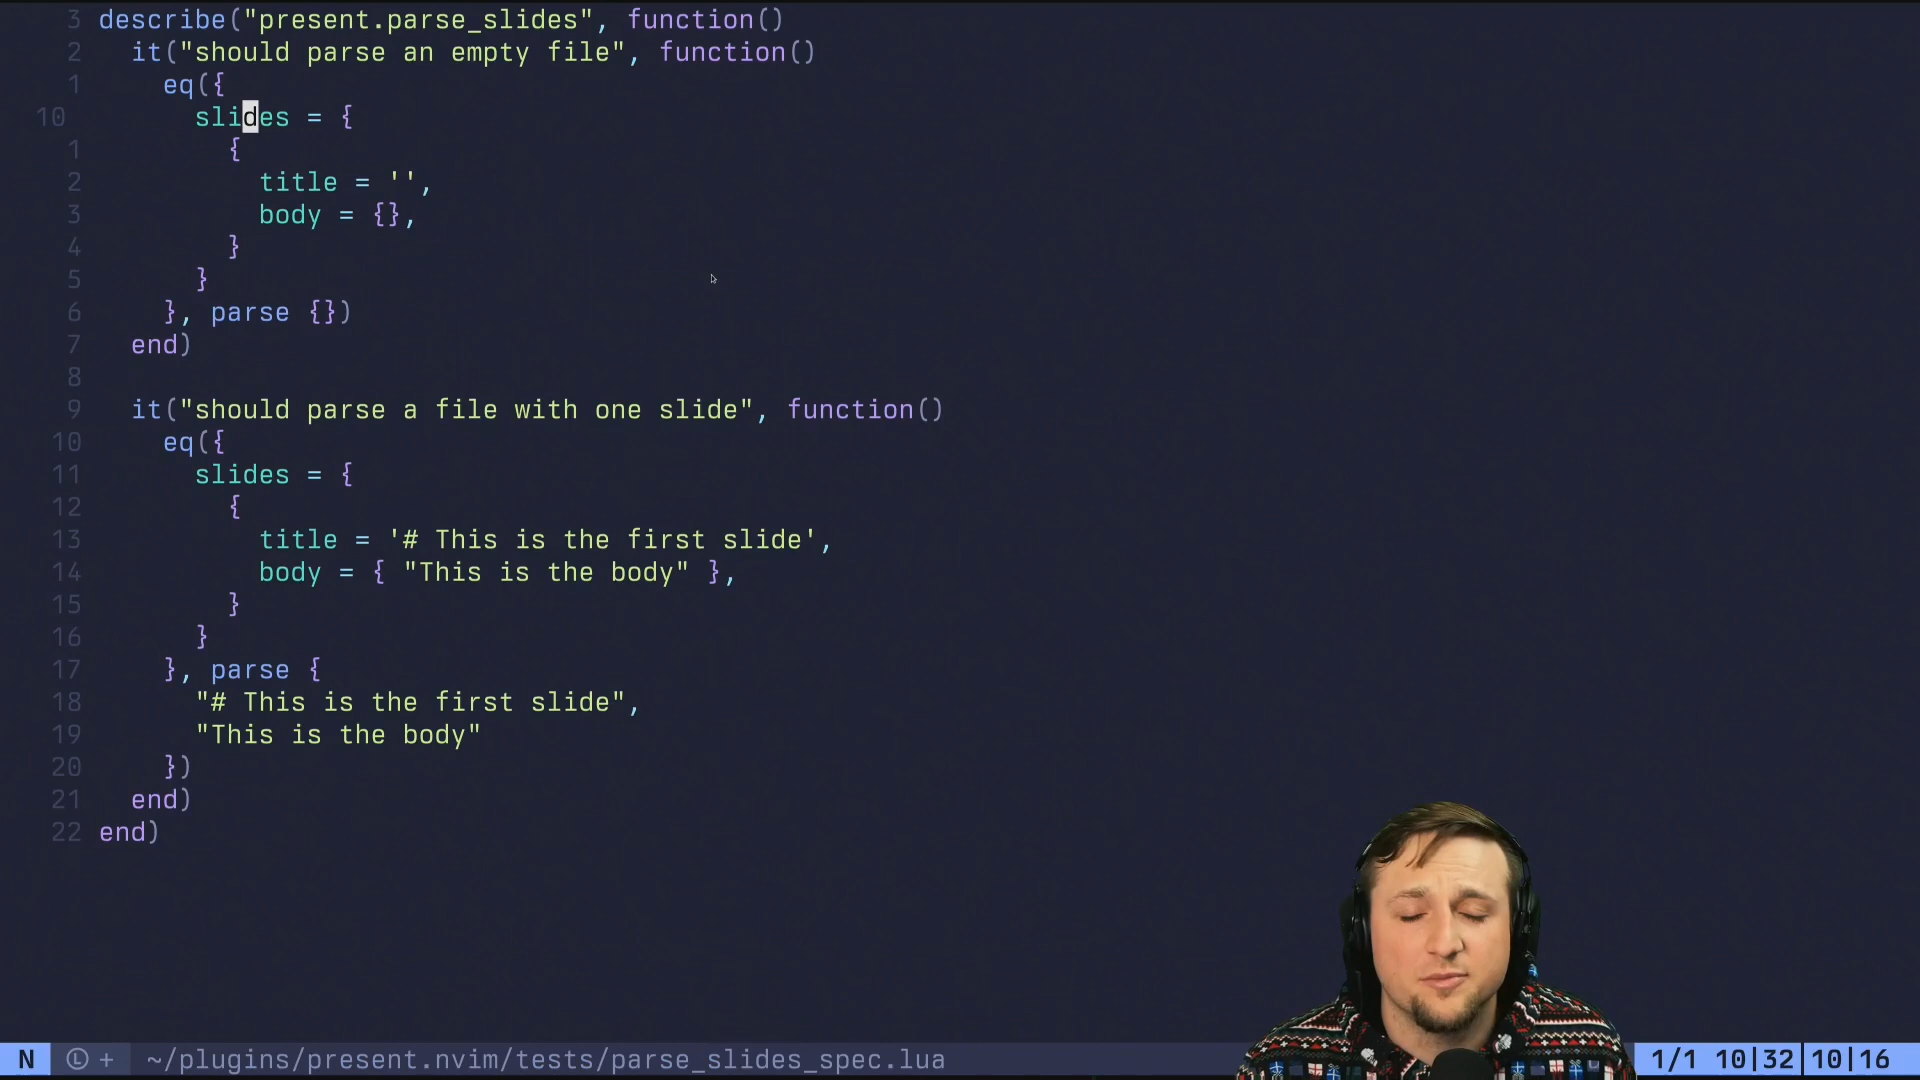 3 describe("present.parse_slides", function()
2   it("should parse an empty file", function()
1     eq({
10       slides = {
1         {
2           title = '',
3           body = {},
4         }
5       }
6     }, parse {})
7   end)
8
9   it("should parse a file with one slide", function()
10     eq({
11       slides = {
12         {
13           title = '# This is the first slide',
14           body = { "This is the body" },
15         }
16       }
17     }, parse {
18       "# This is the first slide",
19       "This is the body"
20     })
21   end)
22 end)
N Ⓛ + ~/plugins/present.nvim/tests/parse_slides_spec.lua 1/1 10|32|10|16